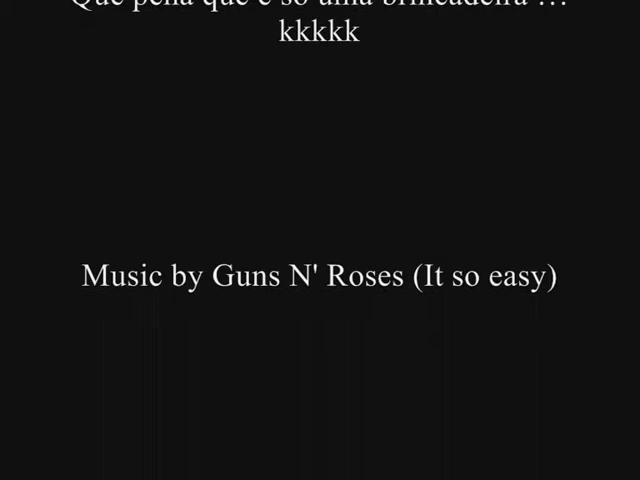 Que pena que é só uma brincadeira ...
kkkkk
Music by Guns N' Roses (It so easy)